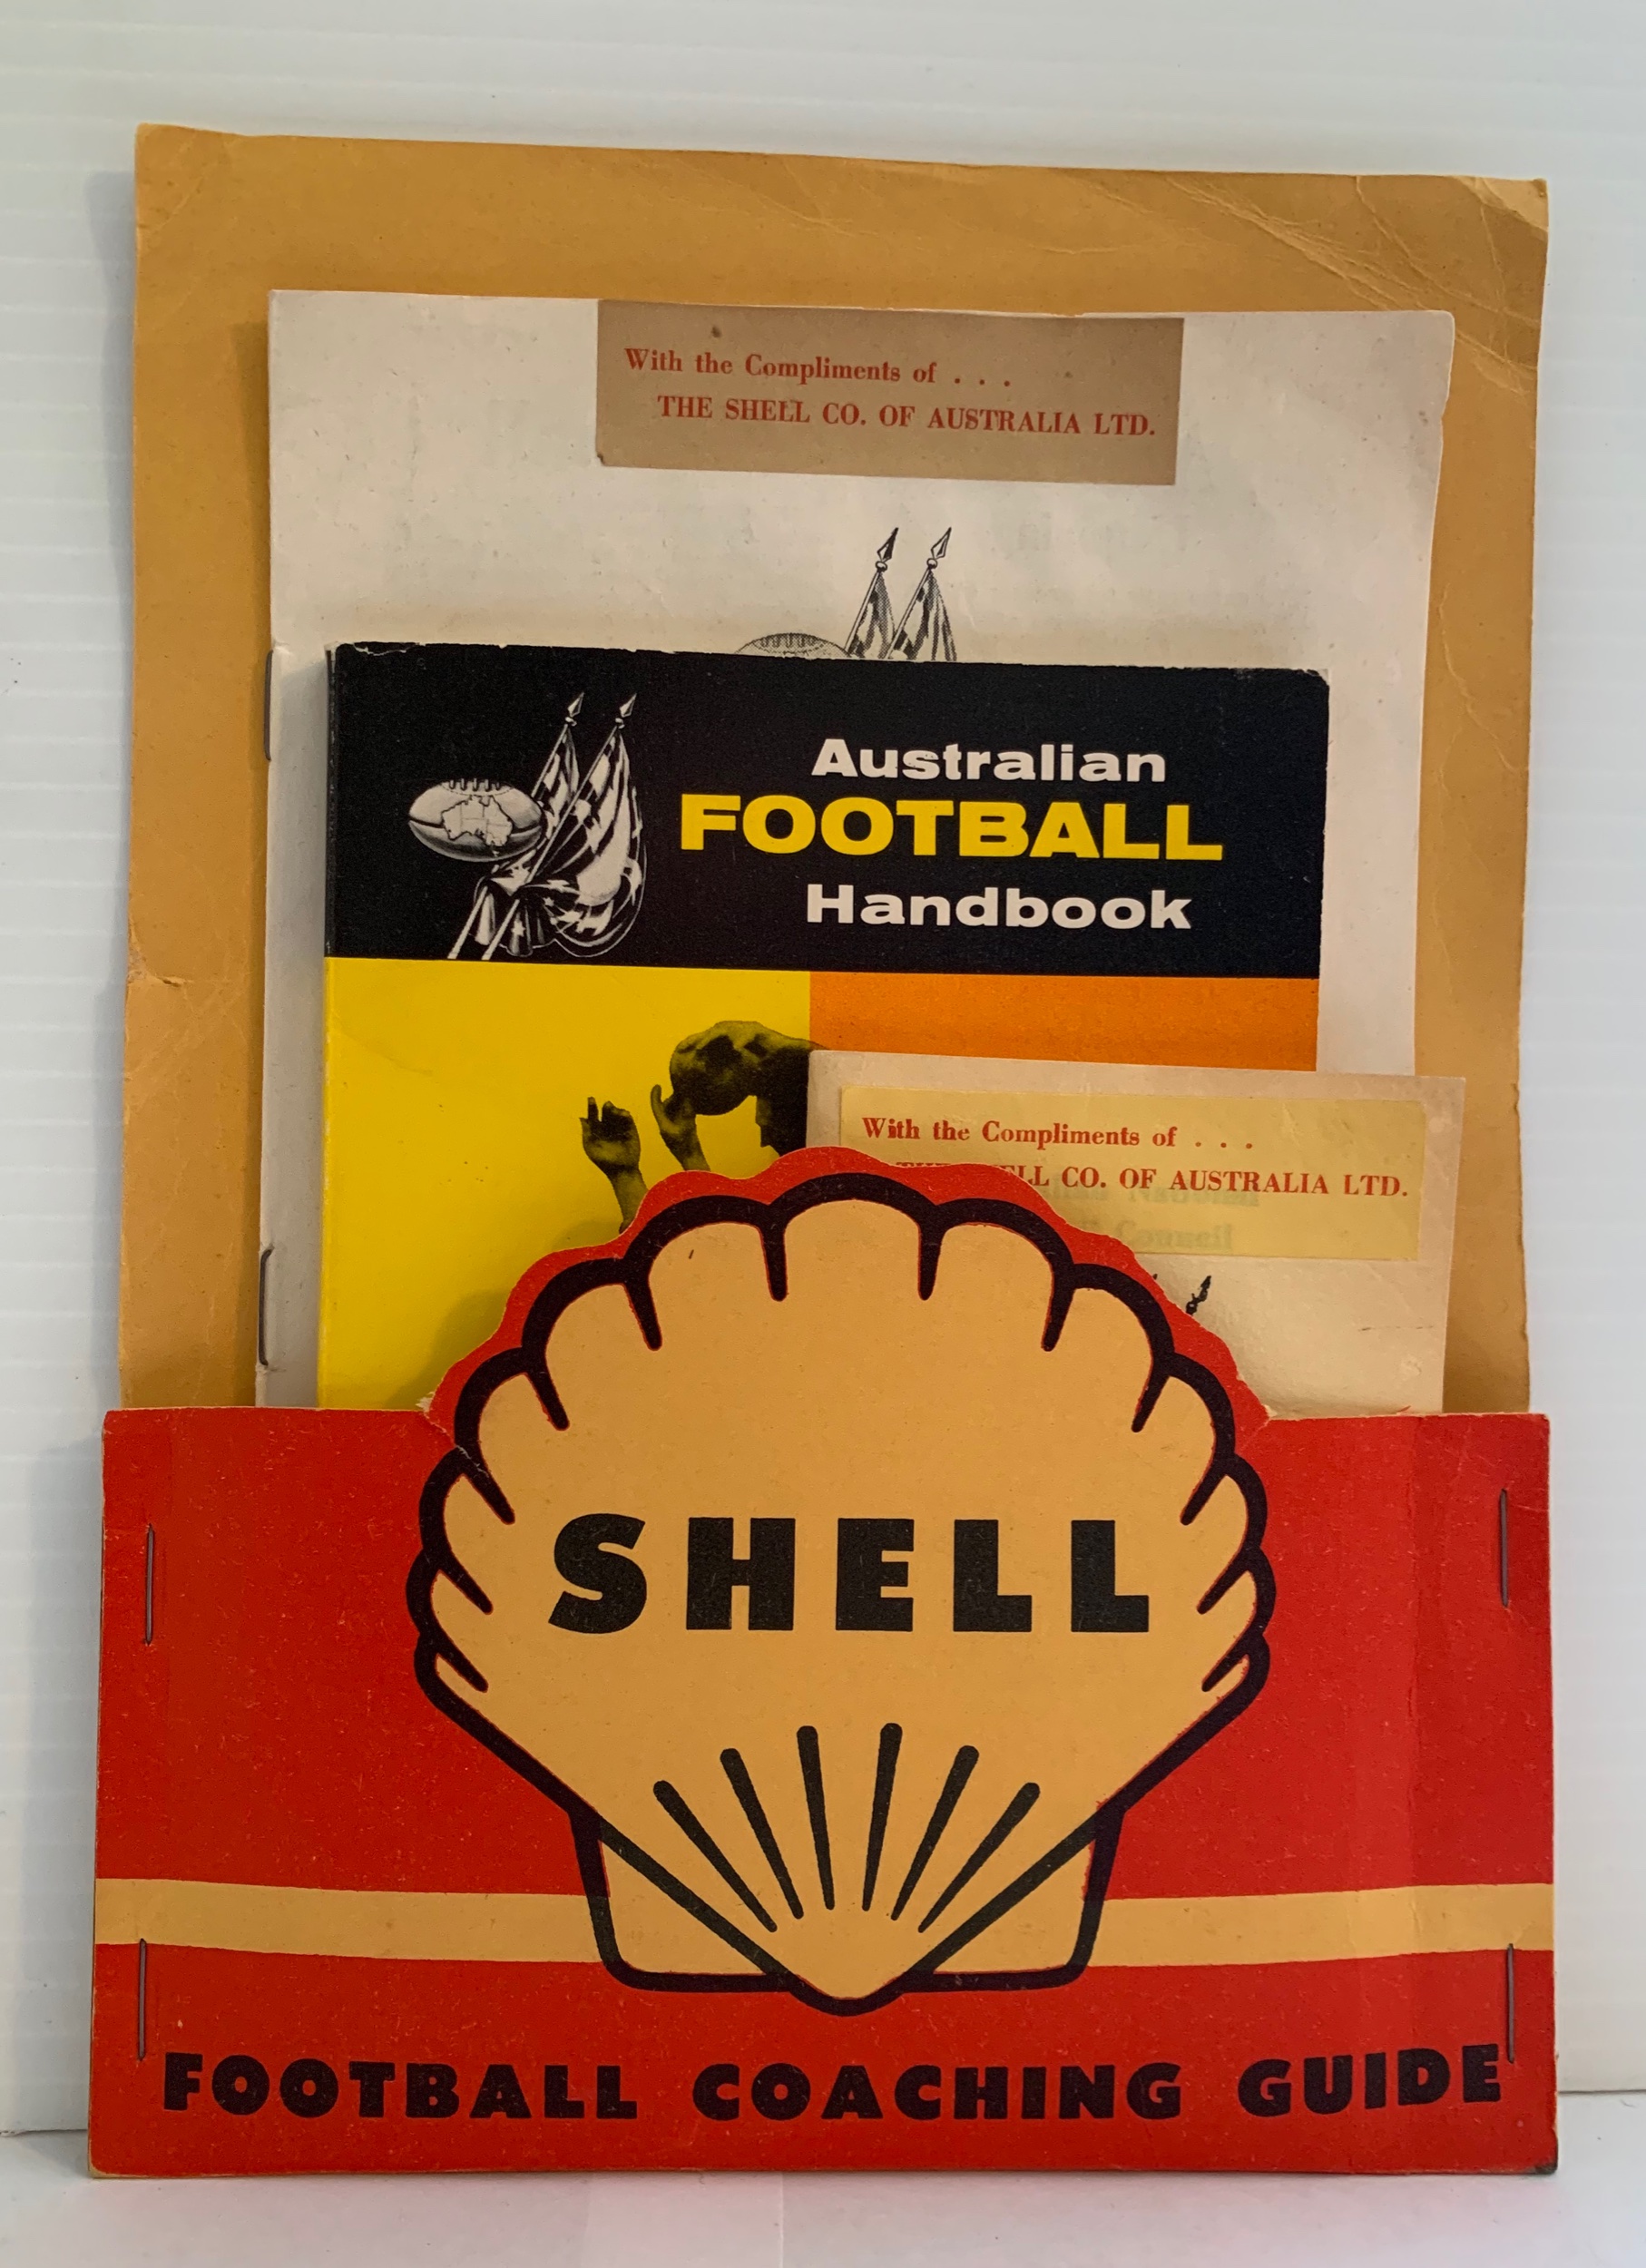 With the Compliments of . . .
THE SHELL CO. OF AUSTRALIA LTD.
Australian
FOOTBALL
Handbook
With the Compliments of . . .
CO. OF AUSTRALIA LTD.
Council
SHELL
FOOTBALL COACHING GUIDE